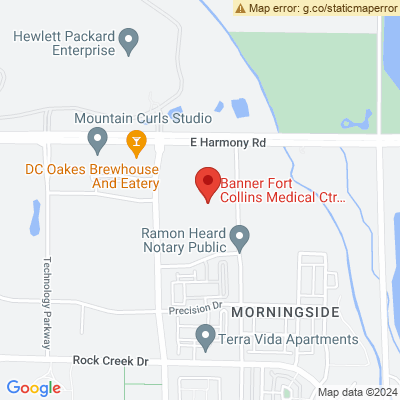 Map error: g.co/staticmaperror
Hewlett Packard
Enterprise
Mountain Curls Studio
E Harmony Rd
DC Oakes Brewhouse
And Eatery
Banner Fort
Collins Medical Ctr...
Ramon Heard
Notary Public
Technology Parkway
Precision Dr
MORNINGSIDE
Terra Vida Apartments
Rock Creek Dr
Google
Map data ©2024